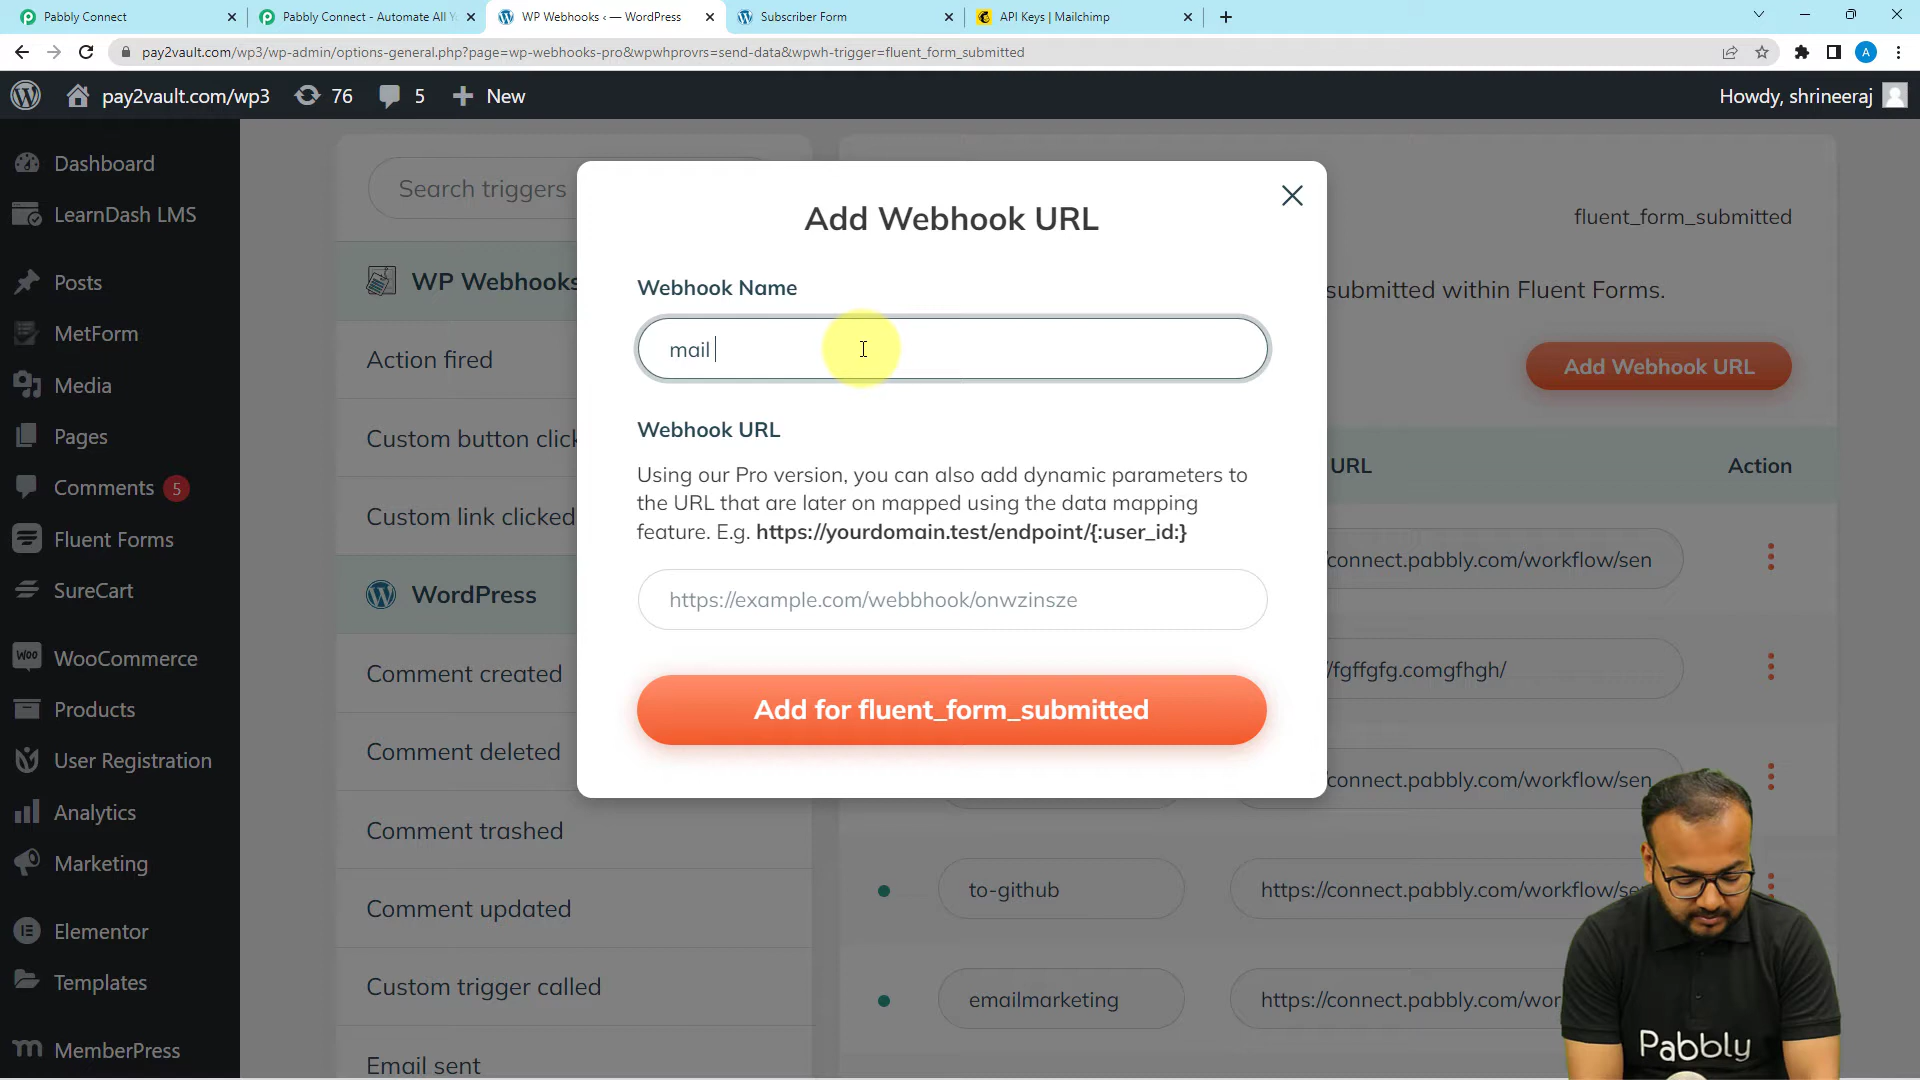 Pabbly Connect
Pabbly Connect - Automate All Y
WP Webhooks ‹ — WordPress
Subscriber Form
API Keys | Mailchimp
pay2vault.com/wp3/wp-admin/options-general.php?page=wp-webhooks-pro&wpwhprovrs=send-data&wpwh-trigger=fluent_form_submitted
A
pay2vault.com/wp3
76
5
New
Howdy, shrineeraj
Dashboard
LearnDash LMS
Posts
MetForm
Media
Pages
Comments 5
Fluent Forms
SureCart
WooCommerce
Products
User Registration
Analytics
Marketing
Elementor
Templates
MemberPress
Search triggers
WP Webhooks
Action fired
Custom button click
Custom link clicked
WordPress
Comment created
Comment deleted
Comment trashed
Comment updated
Custom trigger called
Email sent
Add Webhook URL
Webhook Name
mail
Webhook URL
Using our Pro version, you can also add dynamic parameters to
the URL that are later on mapped using the data mapping
feature. E.g. https://yourdomain.test/endpoint/{:user_id:}
https://example.com/webbhook/onwzinsze
Add for fluent_form_submitted
fluent_form_submitted
submitted within Fluent Forms.
Add Webhook URL
URL
Action
connect.pabbly.com/workflow/sen
/fgffgfg.comgfhgh/
connect.pabbly.com/workflow/sen
to-github
https://connect.pabbly.com/workflow/sen
emailmarketing
https://connect.pabbly.com/wor
Pabbly